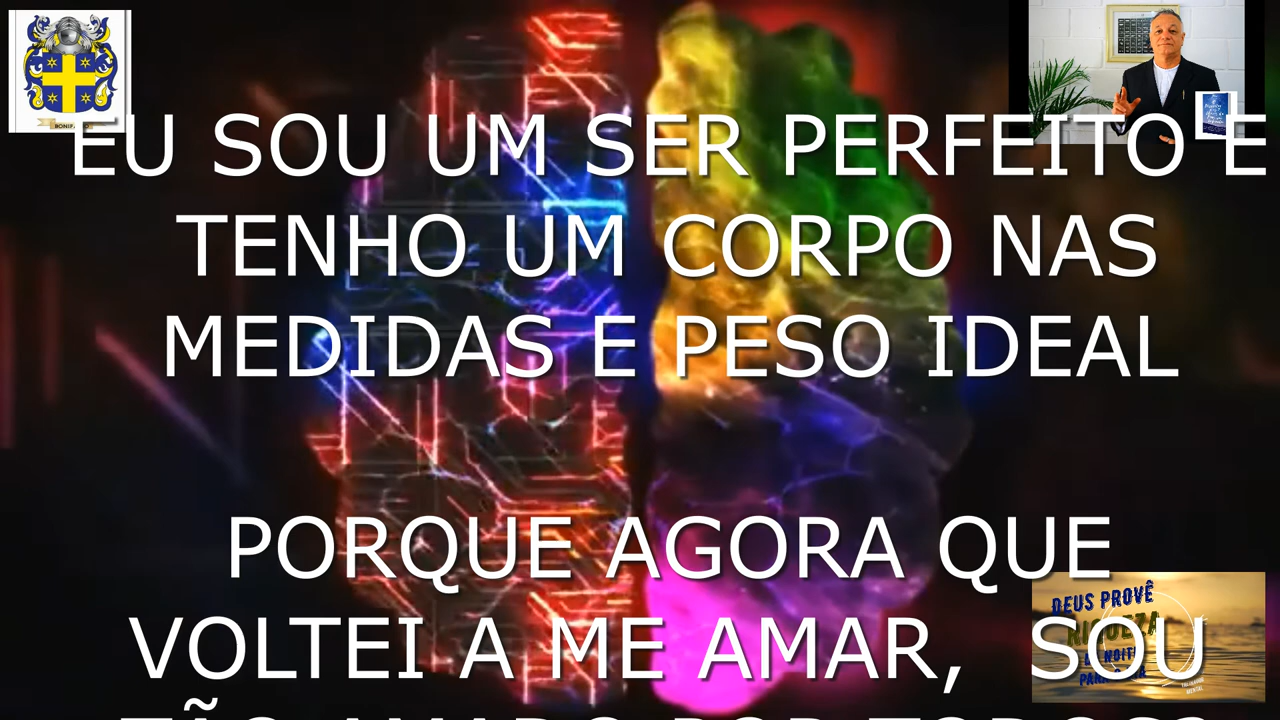 EU SOU UM SER PERFEITO E
TENHO UM CORPO NAS
MEDIDAS E PESO IDEAL
PORQUE AGORA QUE
VOLTEI A ME AMAR, SOU
DEUS PROVÊ
RIQUEZA